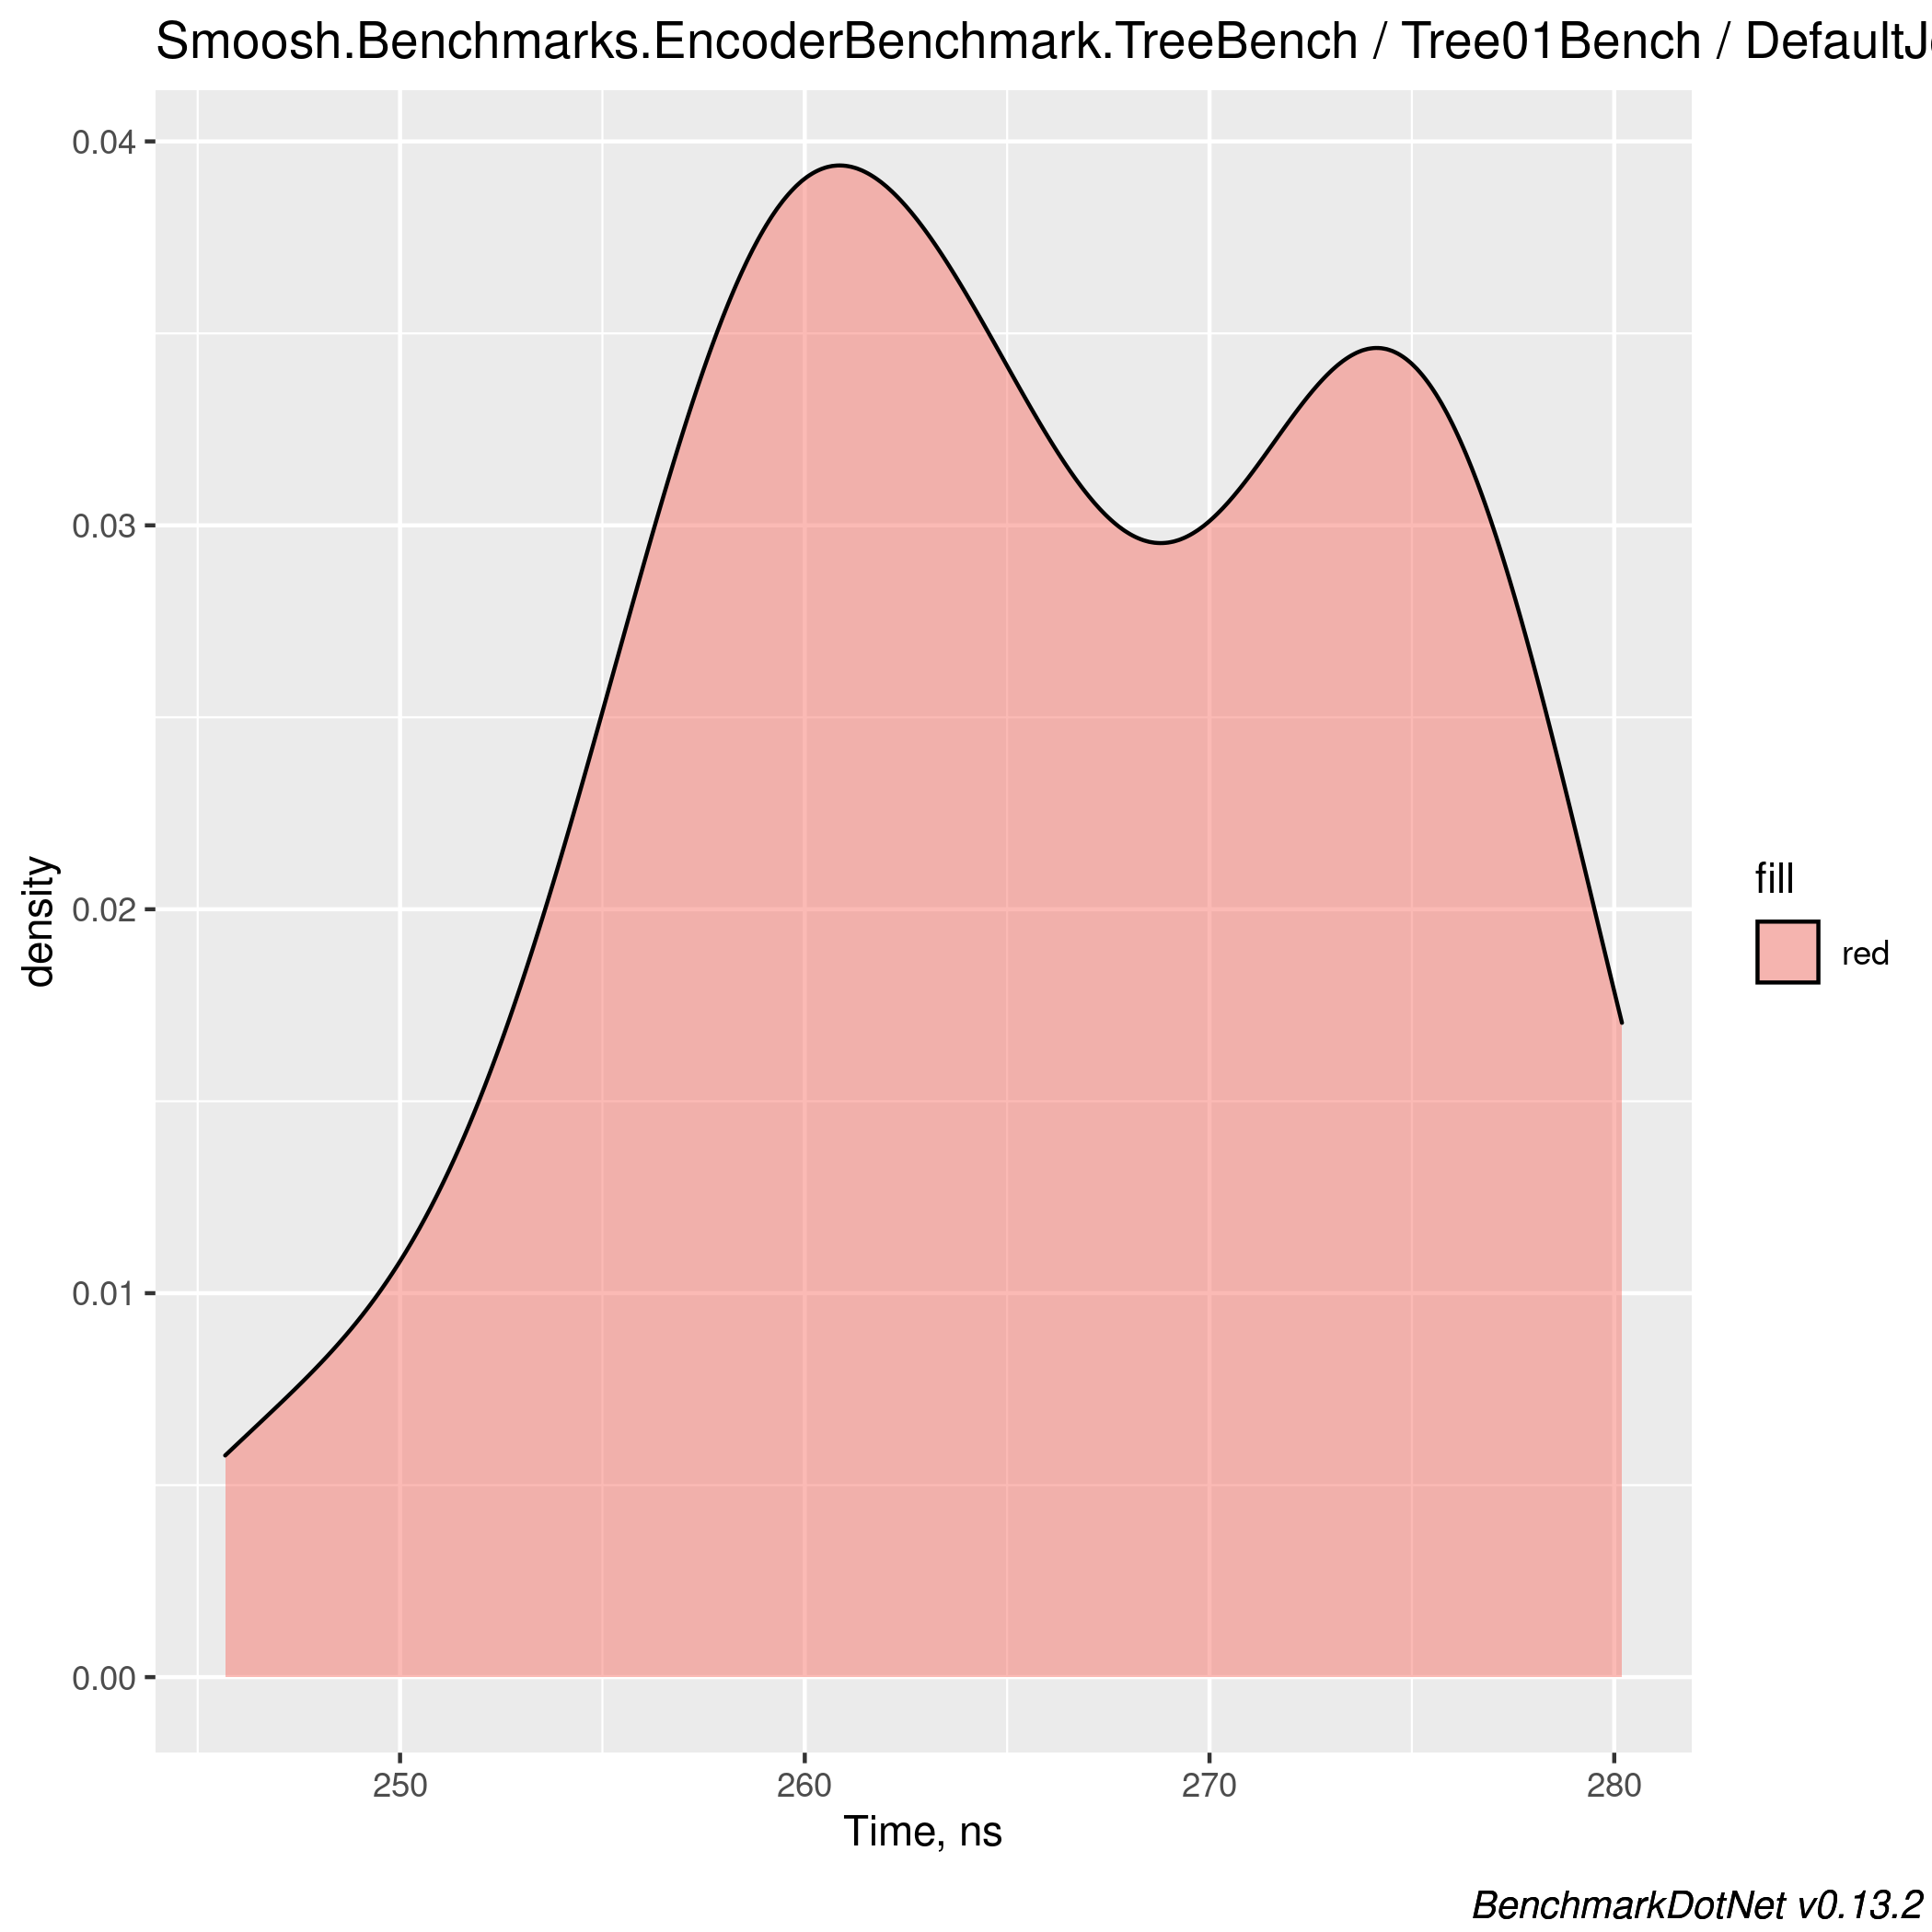 Smoosh.Benchmarks.EncoderBenchmark.TreeBench / Tree01Bench / DefaultJ
0.04
0.03
0.02
0.01
0.00
density
250 260 270 280
Time, ns
fill
red
BenchmarkDotNet v0.13.2